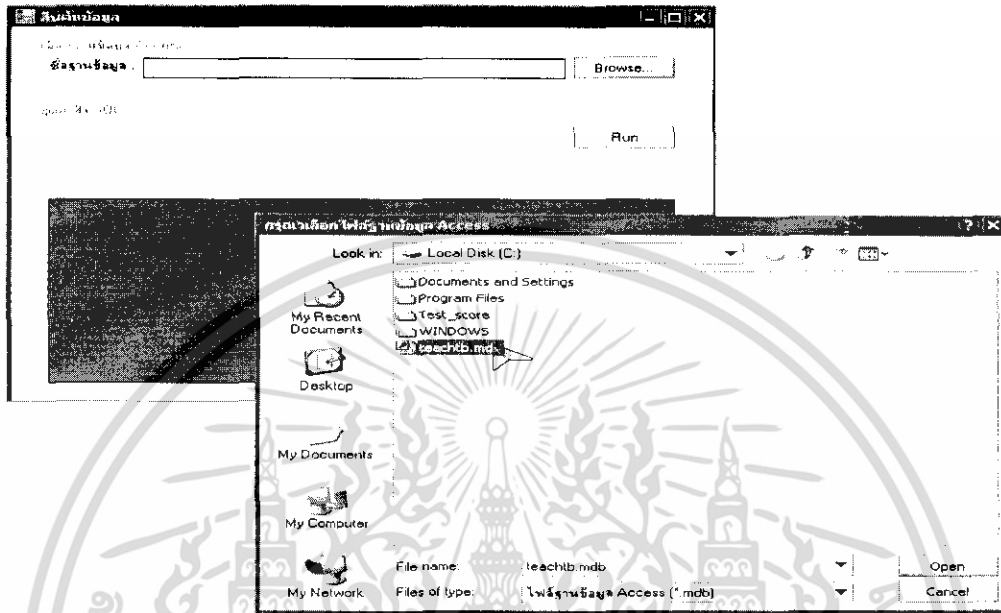 สืบค้นข้อมูล
ชื่อฐานข้อมูล :
Browse...
Run
กรุณาเลือกไฟล์ฐานข้อมูล Access
Look in: Local Disk (C:)
Documents and Settings
Program Files
Test_score
WINDOWS
teachtb.mdb
My Recent Documents
Desktop
My Documents
My Computer
My Network
File name: teachtb.mdb
Open
Files of type: ไฟล์ฐานข้อมูล Access (*.mdb)
Cancel